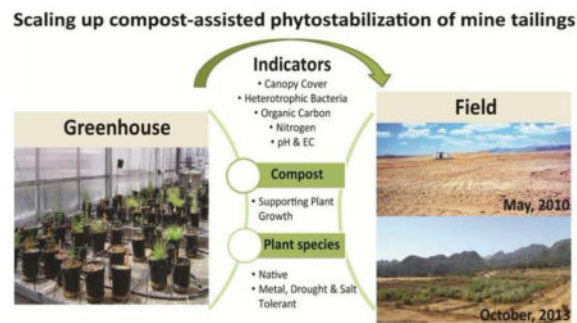 Scaling up compost-assisted phytostabilization of mine tailings
Indicators
• Canopy Cover
• Heterotrophic Bacteria
• Organic Carbon
• Nitrogen
• pH & EC
Greenhouse
Compost
• Supporting Plant
Growth
Plant species
• Native
• Metal, Drought & Salt
Tolerant
Field
May, 2010
October, 2013